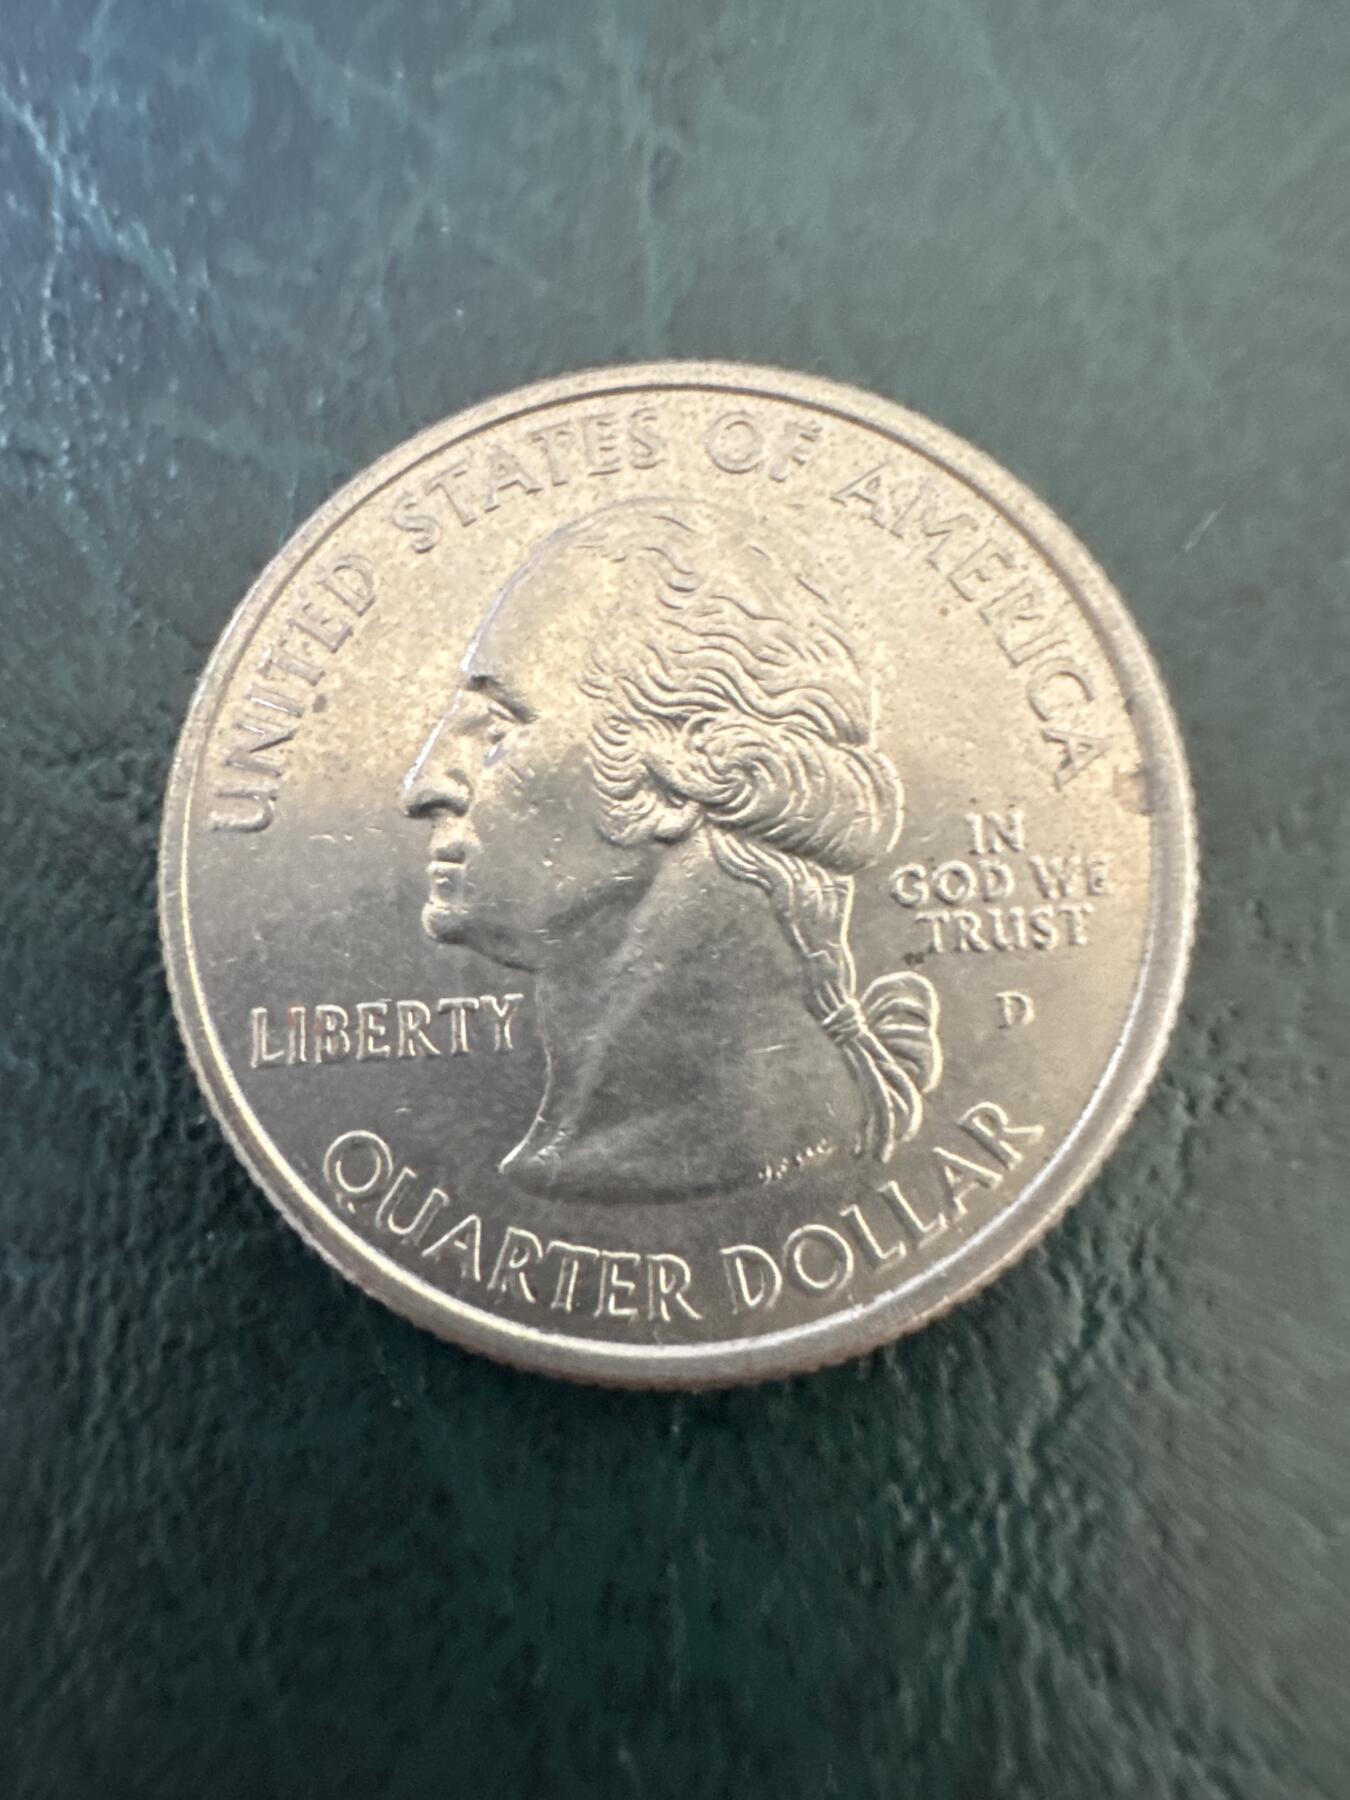 UNITED STATES OF AMERICA
IN
GOD WE
TRUST
LIBERTY
D
QUARTER DOLLAR